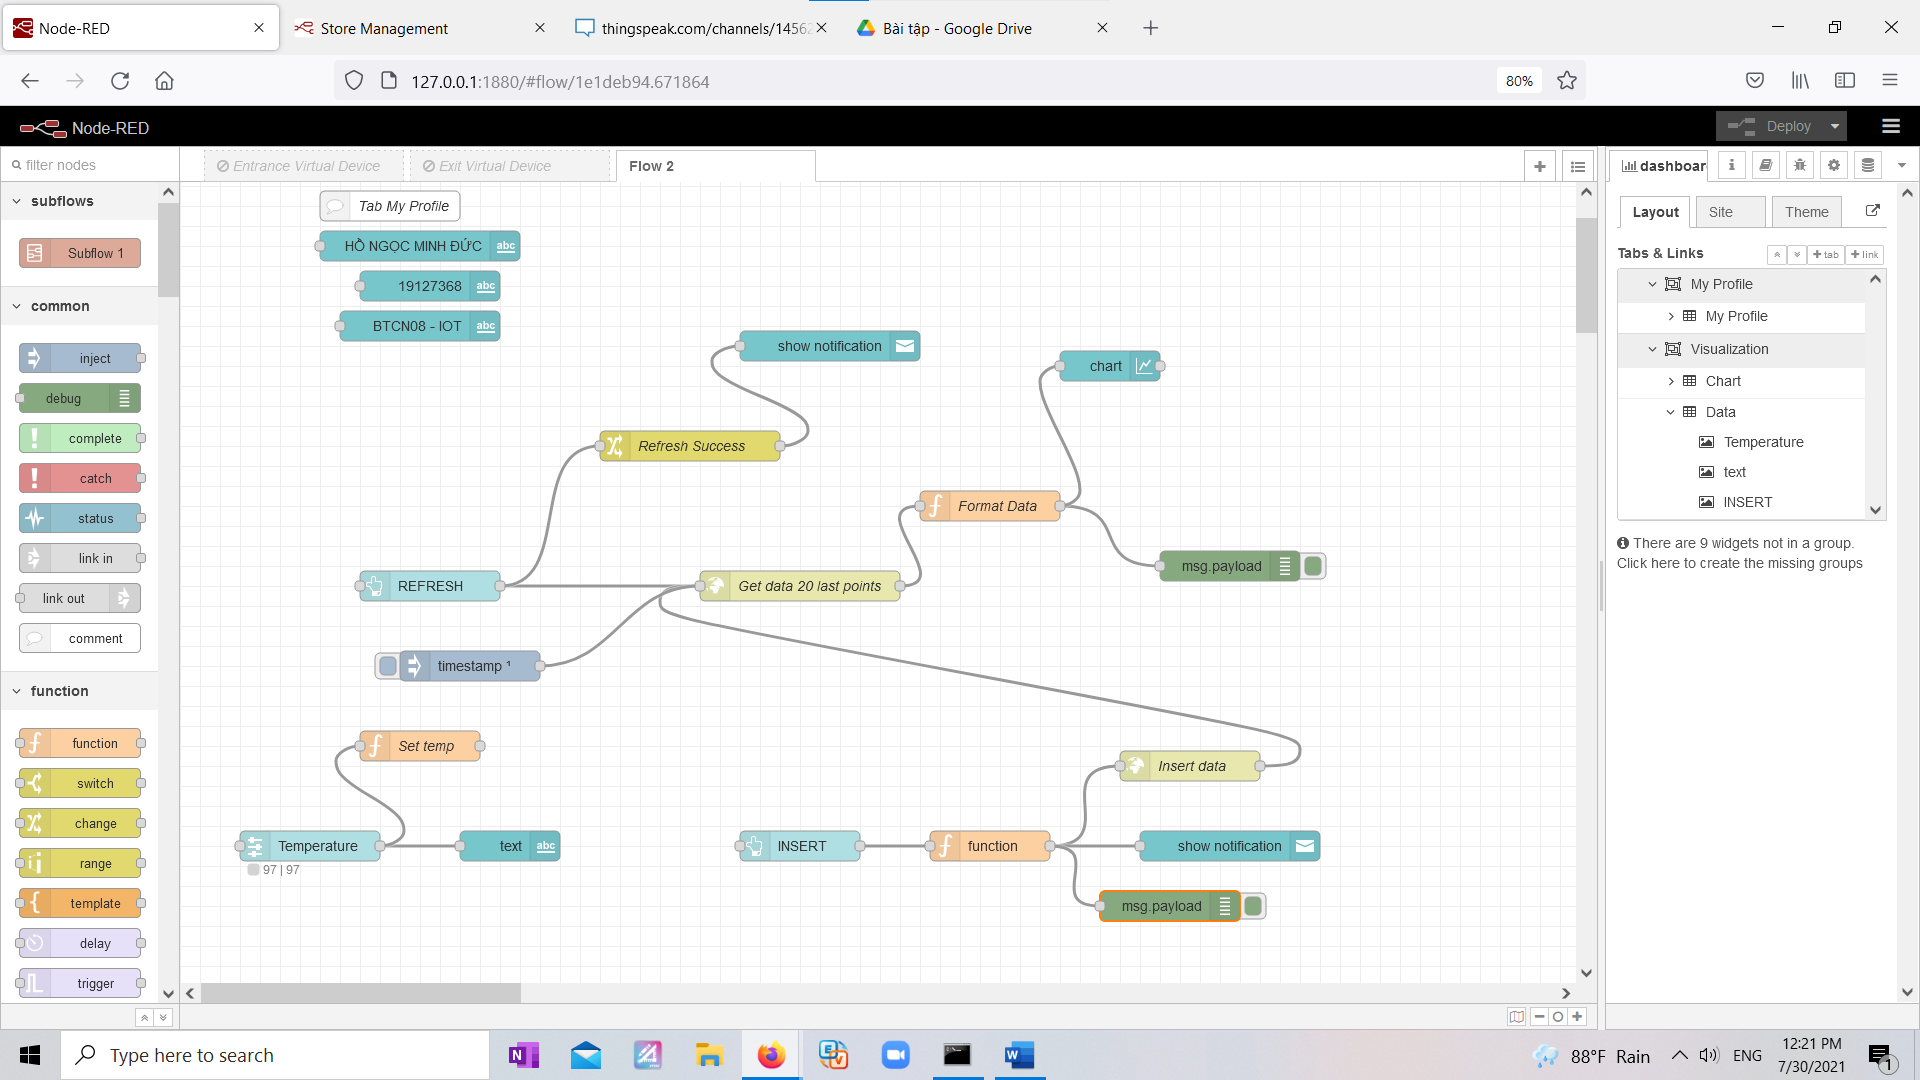 Node-RED
Store Management
thingspeak.com/channels/14562
Bài tập - Google Drive
127.0.0.1:1880/#flow/1e1deb94.671864
80%
Node-RED
Deploy
filter nodes
Entrance Virtual Device
Exit Virtual Device
Flow 2
dashboar
subflows
Subflow 1
common
inject
debug
complete
catch
status
link in
link out
comment
function
function
switch
change
range
template
delay
trigger
Tab My Profile
HỒ NGỌC MINH ĐỨC abc
19127368 abc
BTCN08 - IOT abc
show notification
chart
Refresh Success
Format Data
msg.payload
REFRESH
Get data 20 last points
timestamp ¹
Set temp
Insert data
Temperature
97 | 97
text abc
INSERT
function
show notification
msg.payload
Layout
Site
Theme
Tabs & Links
tab
link
My Profile
My Profile
Visualization
Chart
Data
Temperature
text
INSERT
There are 9 widgets not in a group.
Click here to create the missing groups
Type here to search
88°F Rain
ENG
12:21 PM
7/30/2021
1